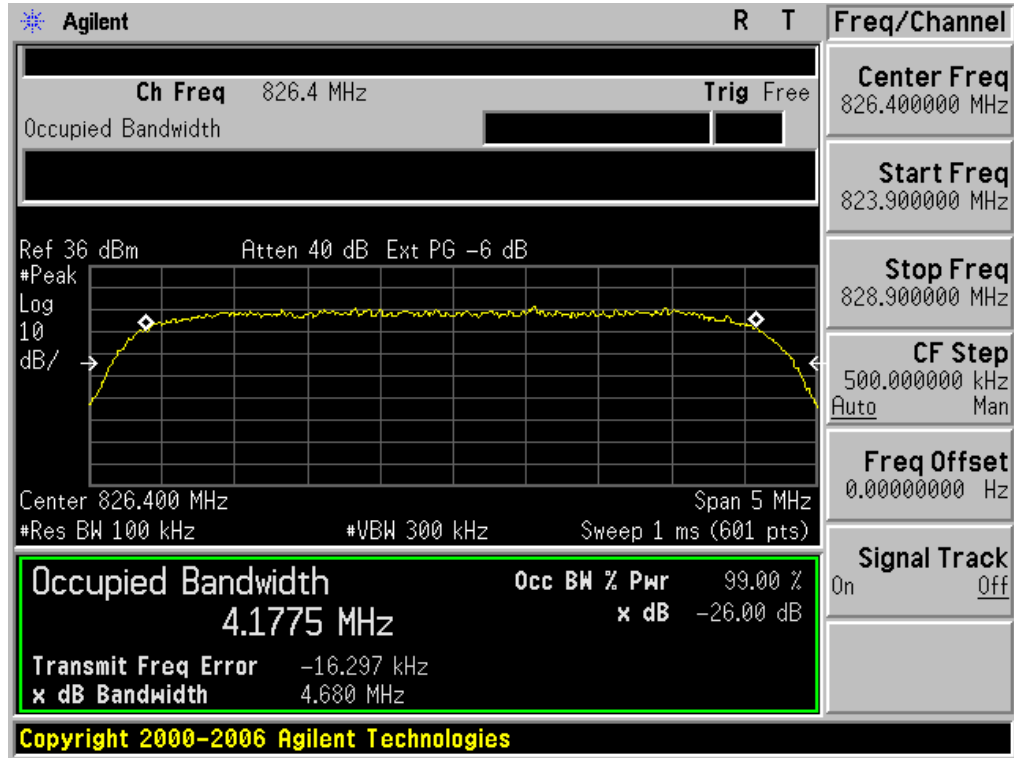 Agilent R T Freq/Channel
Ch Freq 826.4 MHz Trig Free
Occupied Bandwidth
Center Freq
826.400000 MHz
Start Freq
823.900000 MHz
Stop Freq
828.900000 MHz
CF Step
500.000000 kHz
Auto Man
Freq Offset
0.00000000 Hz
Signal Track
On Off
Ref 36 dBm Atten 40 dB Ext PG -6 dB
#Peak
Log
10
dB/
Center 826.400 MHz Span 5 MHz
#Res BW 100 kHz #VBW 300 kHz Sweep 1 ms (601 pts)
Occupied Bandwidth Occ BW % Pwr 99.00 %
4.1775 MHz x dB -26.00 dB
Transmit Freq Error -16.297 kHz
x dB Bandwidth 4.680 MHz
Copyright 2000-2006 Agilent Technologies